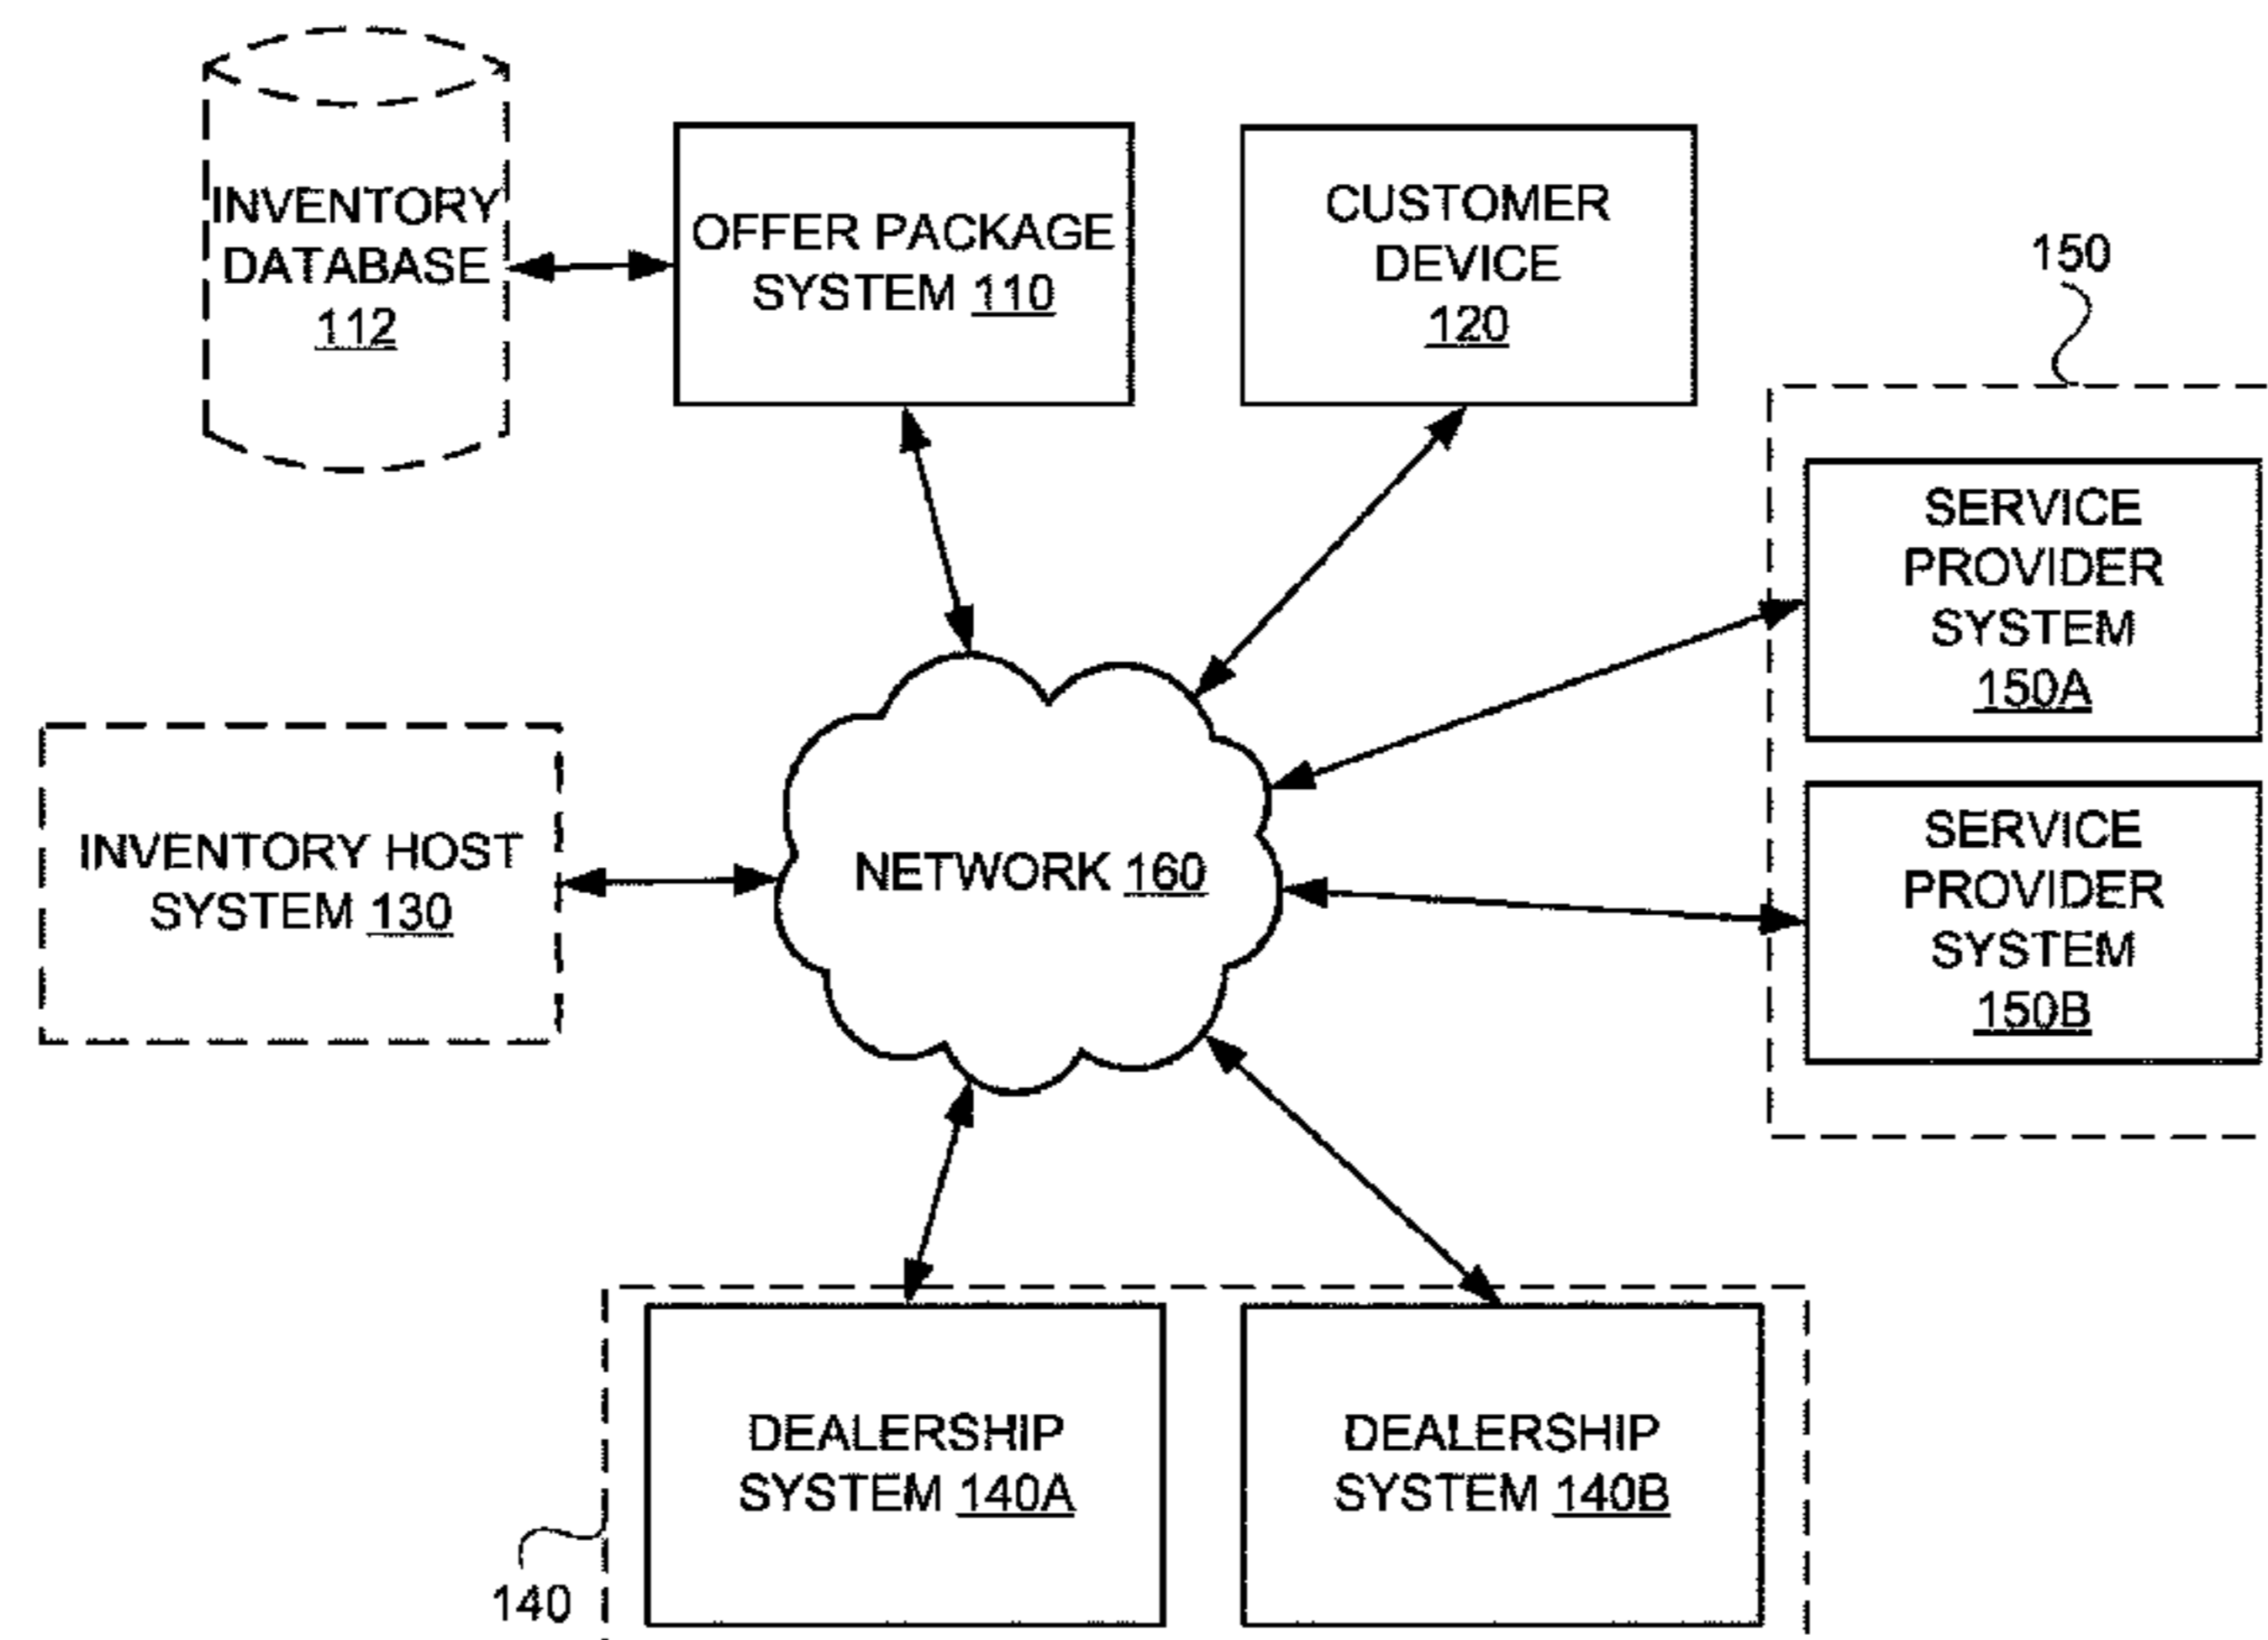 INVENTORY
DATABASE
112
OFFER PACKAGE
SYSTEM 110
CUSTOMER
DEVICE
120
150
SERVICE
PROVIDER
SYSTEM
150A
SERVICE
PROVIDER
SYSTEM
150B
INVENTORY HOST
SYSTEM 130
NETWORK 160
DEALERSHIP
SYSTEM 140A
DEALERSHIP
SYSTEM 140B
140